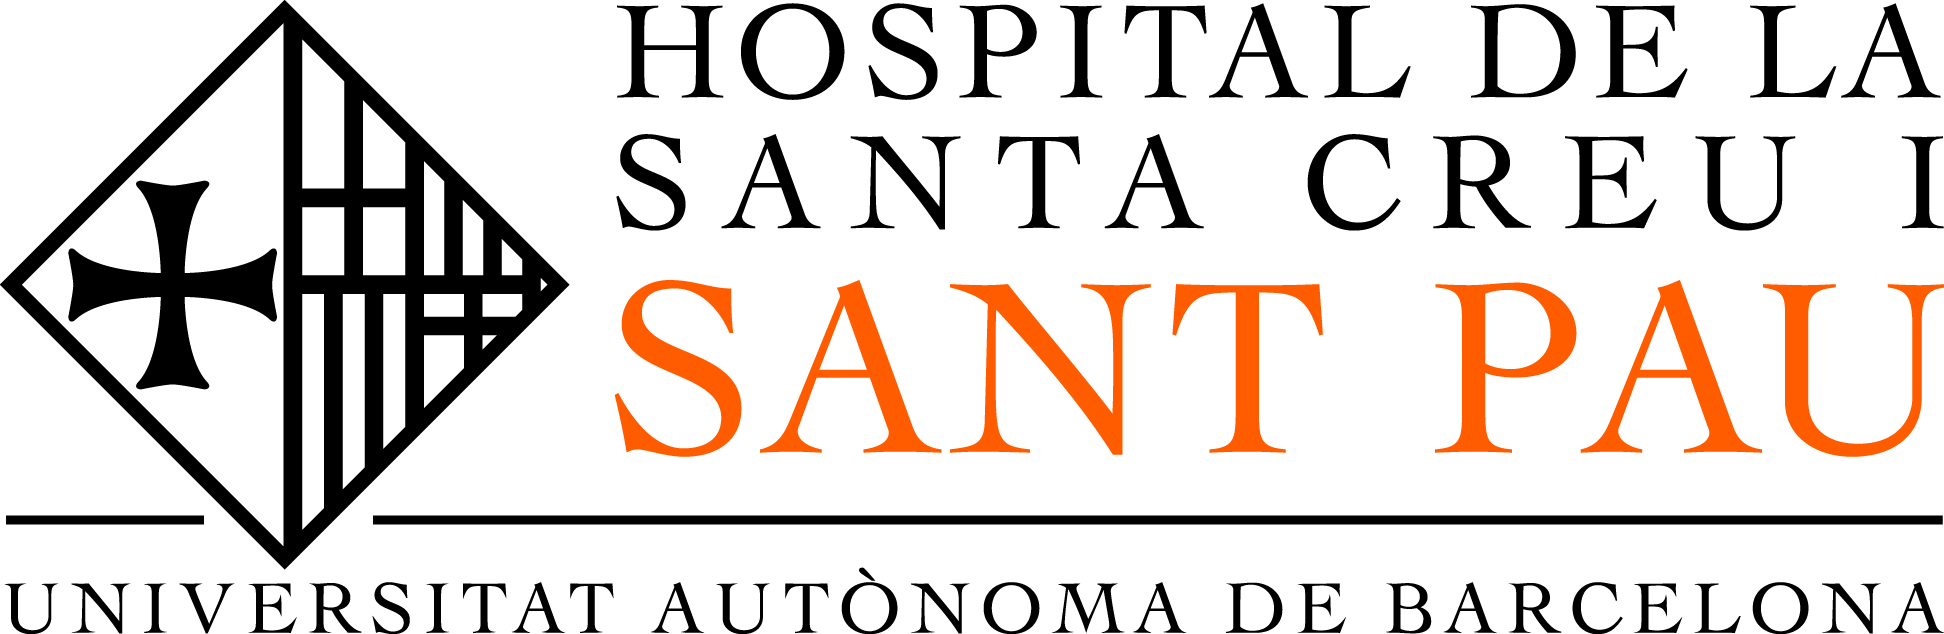 HOSPITAL DE LA
SANTA CREU I
SANT PAU
UNIVERSITAT AUTÒNOMA DE BARCELONA